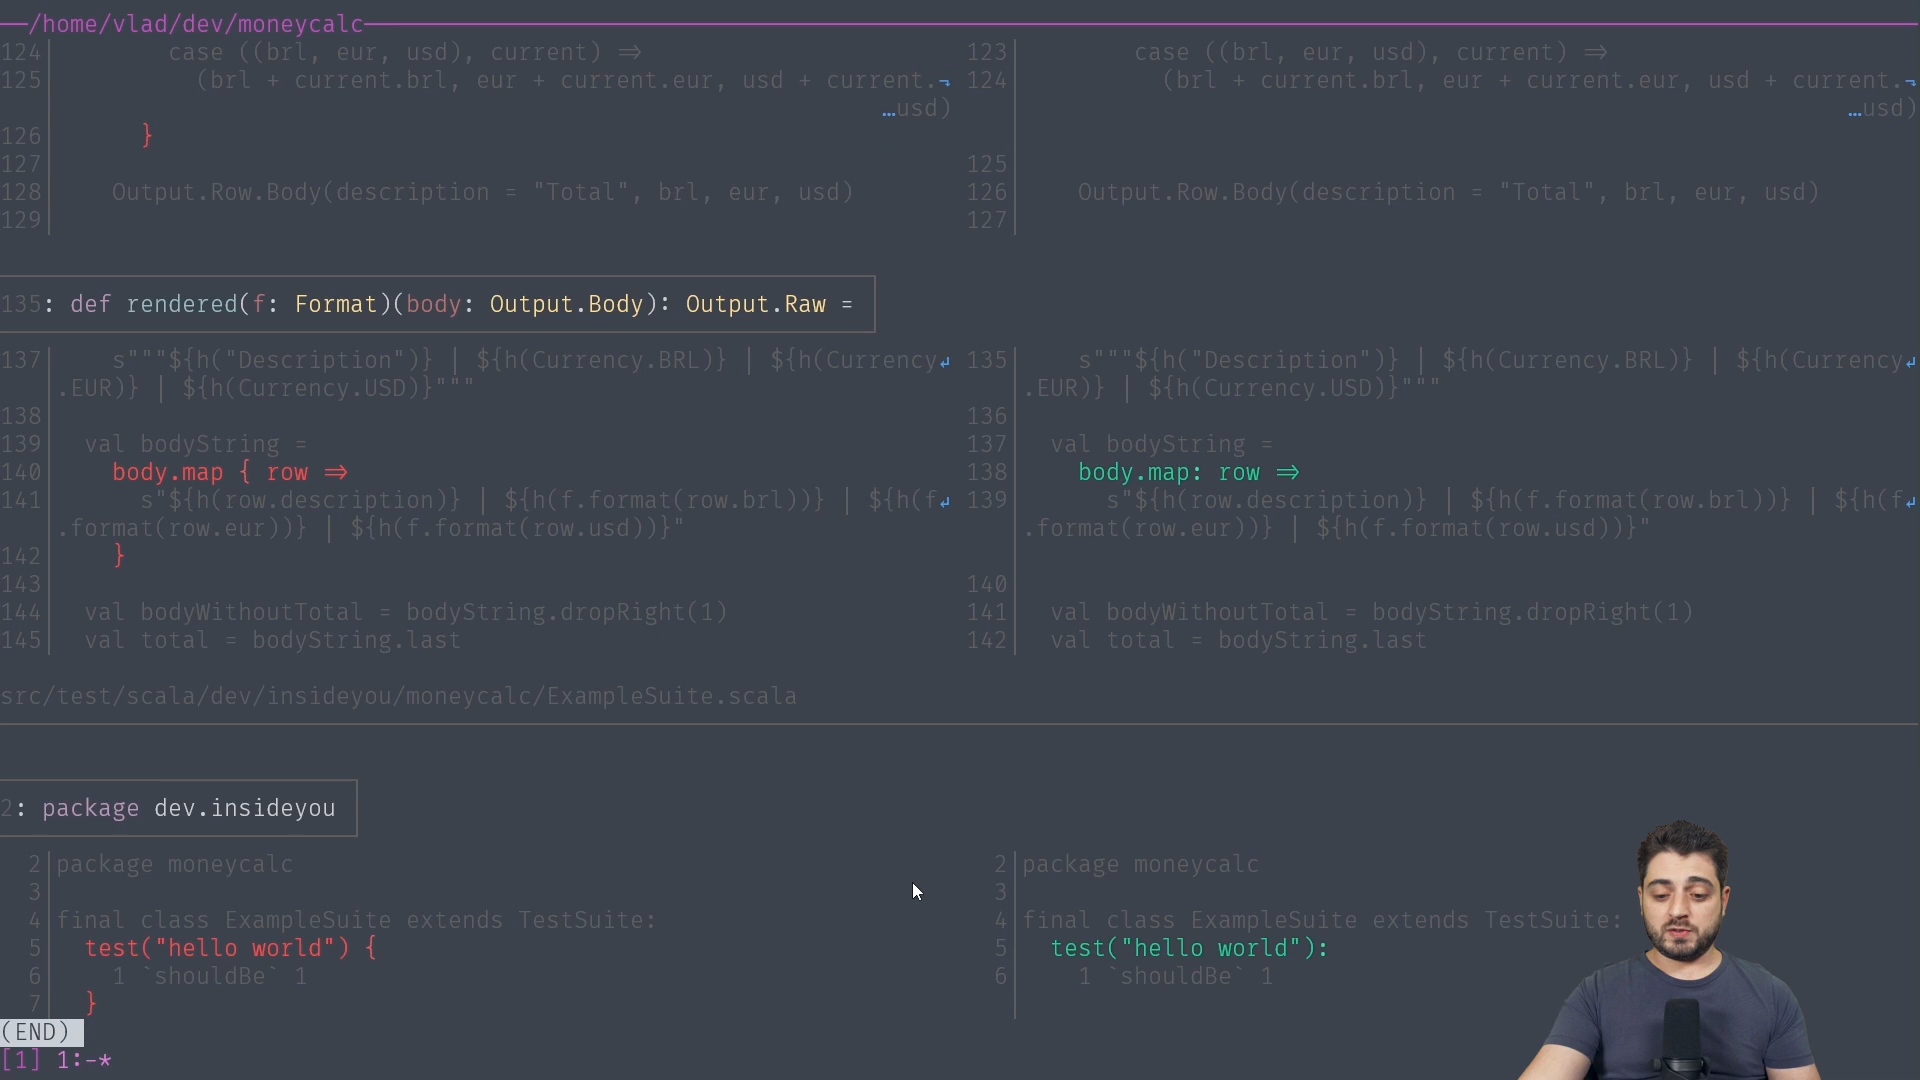 /home/vlad/dev/moneycalc
124 case ((brl, eur, usd), current) ⇒
125 (brl + current.brl, eur + current.eur, usd + current.↴
…usd)
126 }
127
128 Output.Row.Body(description = "Total", brl, eur, usd)
129
123 case ((brl, eur, usd), current) ⇒
124 (brl + current.brl, eur + current.eur, usd + current.↴
…usd)
125
126 Output.Row.Body(description = "Total", brl, eur, usd)
127
135: def rendered(f: Format)(body: Output.Body): Output.Raw =
137 s"""${h("Description")} | ${h(Currency.BRL)} | ${h(Currency↵
.EUR)} | ${h(Currency.USD)}"""
138
139 val bodyString =
140 body.map { row ⇒
141 s"${h(row.description)} | ${h(f.format(row.brl))} | ${h(f↵
.format(row.eur))} | ${h(f.format(row.usd))}"
142 }
143
144 val bodyWithoutTotal = bodyString.dropRight(1)
145 val total = bodyString.last
135 s"""${h("Description")} | ${h(Currency.BRL)} | ${h(Currency↵
.EUR)} | ${h(Currency.USD)}"""
136
137 val bodyString =
138 body.map: row ⇒
139 s"${h(row.description)} | ${h(f.format(row.brl))} | ${h(f↵
.format(row.eur))} | ${h(f.format(row.usd))}"
140
141 val bodyWithoutTotal = bodyString.dropRight(1)
142 val total = bodyString.last
src/test/scala/dev/insideyou/moneycalc/ExampleSuite.scala
2: package dev.insideyou
2 package moneycalc
3
4 final class ExampleSuite extends TestSuite:
5 test("hello world") {
6 1 `shouldBe` 1
7 }
2 package moneycalc
3
4 final class ExampleSuite extends TestSuite:
5 test("hello world"):
6 1 `shouldBe` 1
(END)
[1] 1:-*